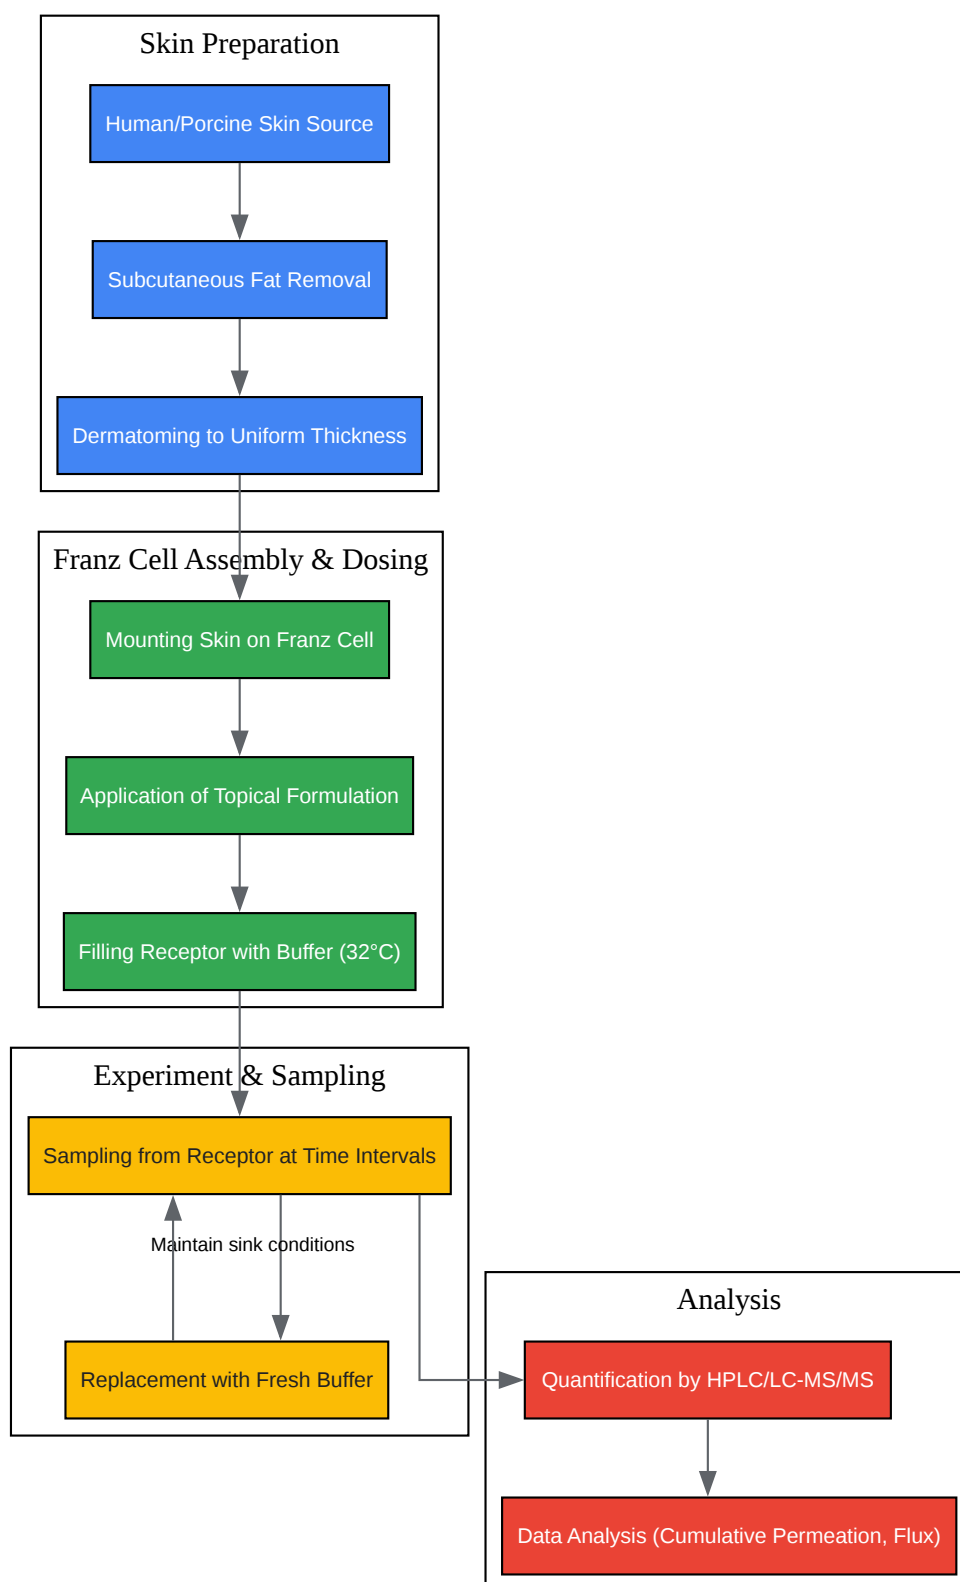 Skin Preparation
Human/Porcine Skin Source
Subcutaneous Fat Removal
Dermatoming to Uniform Thickness
Franz Cell Assembly & Dosing
Mounting Skin on Franz Cell
Application of Topical Formulation
Filling Receptor with Buffer (32°C)
Experiment & Sampling
Sampling from Receptor at Time Intervals
Maintain sink conditions
Replacement with Fresh Buffer
Analysis
Quantification by HPLC/LC-MS/MS
Data Analysis (Cumulative Permeation, Flux)